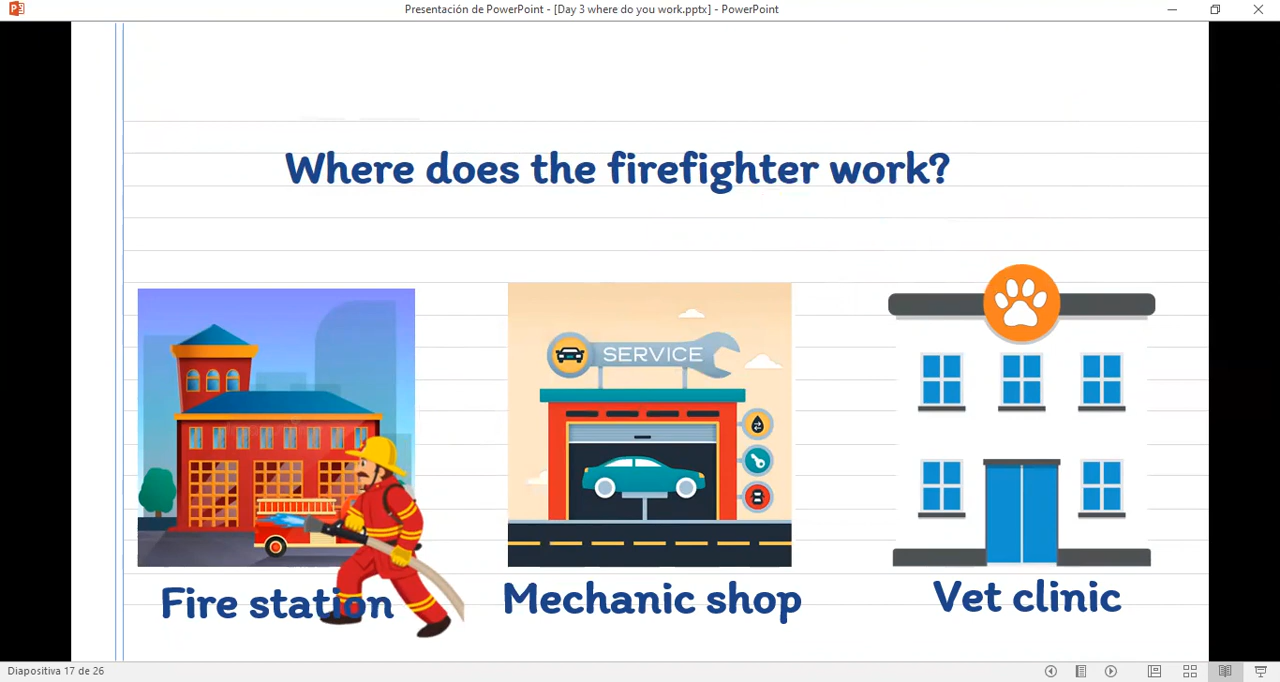 Presentación de PowerPoint - [Day 3 where do you work.pptx] - PowerPoint
Where does the firefighter work?
SERVICE
Fire station
Mechanic shop
Vet clinic
Diapositiva 17 de 26